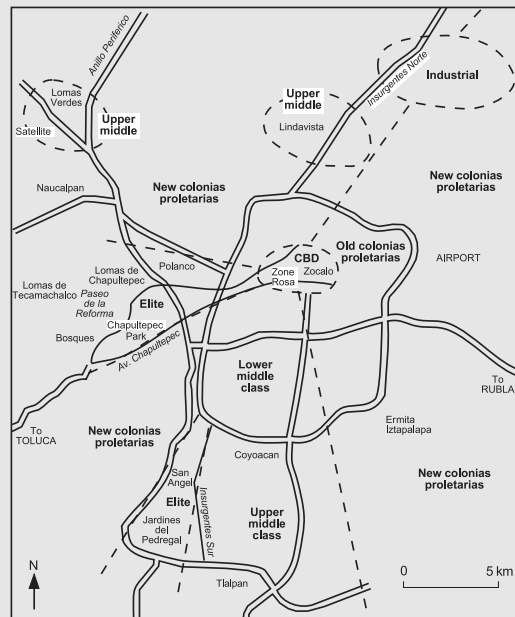 Anillo Periferico
Lomas
Verdes
Upper
middle
Satellite
Upper
middle
Lindavista
Insurgentes Norte
Industrial
Naucalpan
New colonias
proletarias
New colonias
proletarias
CBD
Zone
Rosa
Zocalo
Old colonias
proletarias
AIRPORT
Polanco
Lomas de
Chapultepec
Lomas de
Tecamachalco
Paseo
de la
Reforma
Elite
Chapultepec
Park
Bosques
Av. Chapultepec
Lower
middle
class
To
RUBLA
To
TOLUCA
New colonias
proletarias
Ermita
Iztapalapa
Coyoacan
San
Angel
Elite
Insurgentes Sur
Jardines
del
Pedregal
Upper
middle
class
New colonias
proletarias
Tlalpan
N
0 5 km